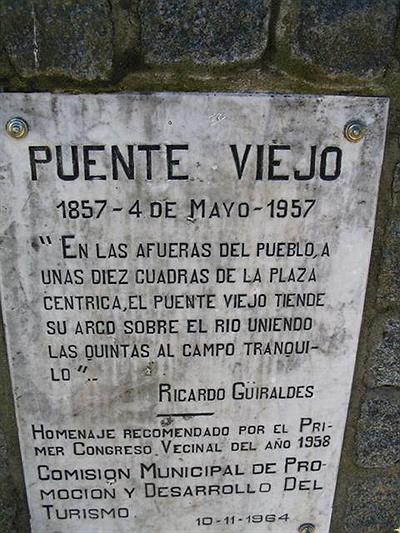 PUENTE VIEJO
1857-4 DE MAYO-1957
"EN LAS AFUERAS DEL PUEBLO, A
UNAS DIEZ CUADRAS DE LA PLAZA
CENTRICA, EL PUENTE VIEJO TIENDE
SU ARCO SOBRE EL RIO UNIENDO
LAS QUINTAS AL CAMPO TRANQUI-
LO"..
RICARDO GÜIRALDES
HOMENAJE RECOMENDADO POR EL PRI-
MER CONGRESO VECINAL DEL AÑO 1958
COMISION MUNICIPAL DE PRO-
MOCION Y DESARROLLO DEL
TURISMO. 10-11-1964